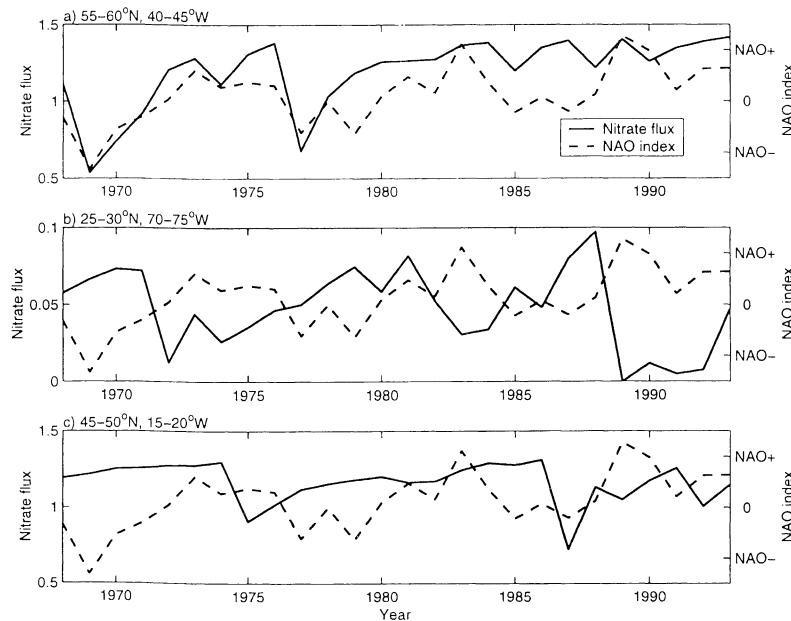 a) 55–60°N, 40–45°W
1.5
1
0.5
Nitrate flux
NAO+
0
NAO−
NAO index
Nitrate flux
NAO index
1970 1975 1980 1985 1990
b) 25–30°N, 70–75°W
0.1
0.05
0
Nitrate flux
NAO+
0
NAO−
NAO index
1970 1975 1980 1985 1990
c) 45–50°N, 15–20°W
1.5
1
0.5
Nitrate flux
NAO+
0
NAO−
NAO index
1970 1975 1980 1985 1990
Year